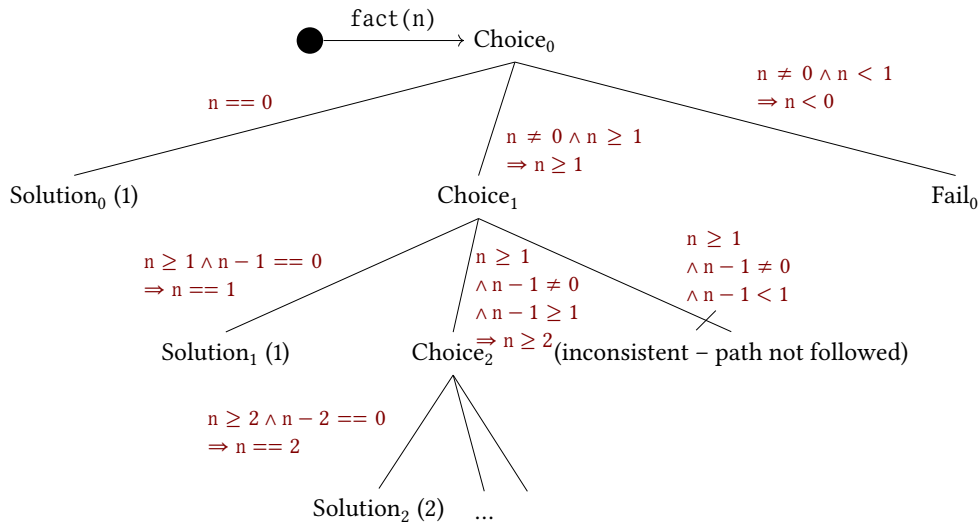 fact(n)
Choice₀
n == 0
n ≠ 0 ∧ n ≥ 1
⇒ n ≥ 1
n ≠ 0 ∧ n < 1
⇒ n < 0
Solution₀ (1)
Choice₁
Fail₀
n ≥ 1 ∧ n − 1 == 0
⇒ n == 1
n ≥ 1
∧ n − 1 ≠ 0
∧ n − 1 ≥ 1
⇒ n ≥ 2
n ≥ 1
∧ n − 1 ≠ 0
∧ n − 1 < 1
Solution₁ (1)
Choice₂
(inconsistent – path not followed)
n ≥ 2 ∧ n − 2 == 0
⇒ n == 2
Solution₂ (2)
...